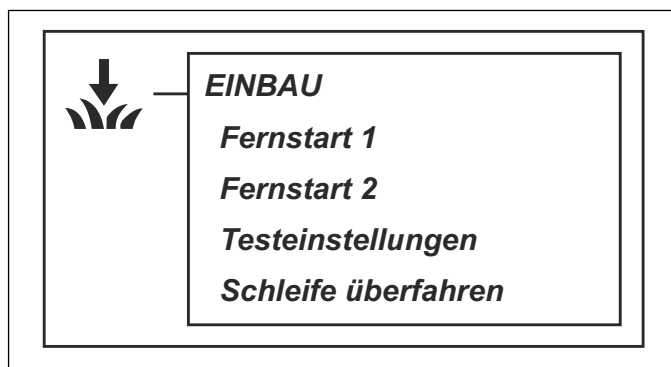 EINBAU
Fernstart 1
Fernstart 2
Testeinstellungen
Schleife überfahren